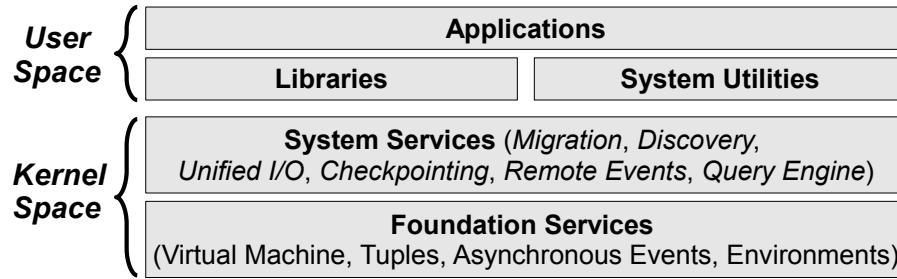 User
Space
Applications
Libraries
System Utilities
Kernel
Space
System Services (Migration, Discovery,
Unified I/O, Checkpointing, Remote Events, Query Engine)
Foundation Services
(Virtual Machine, Tuples, Asynchronous Events, Environments)